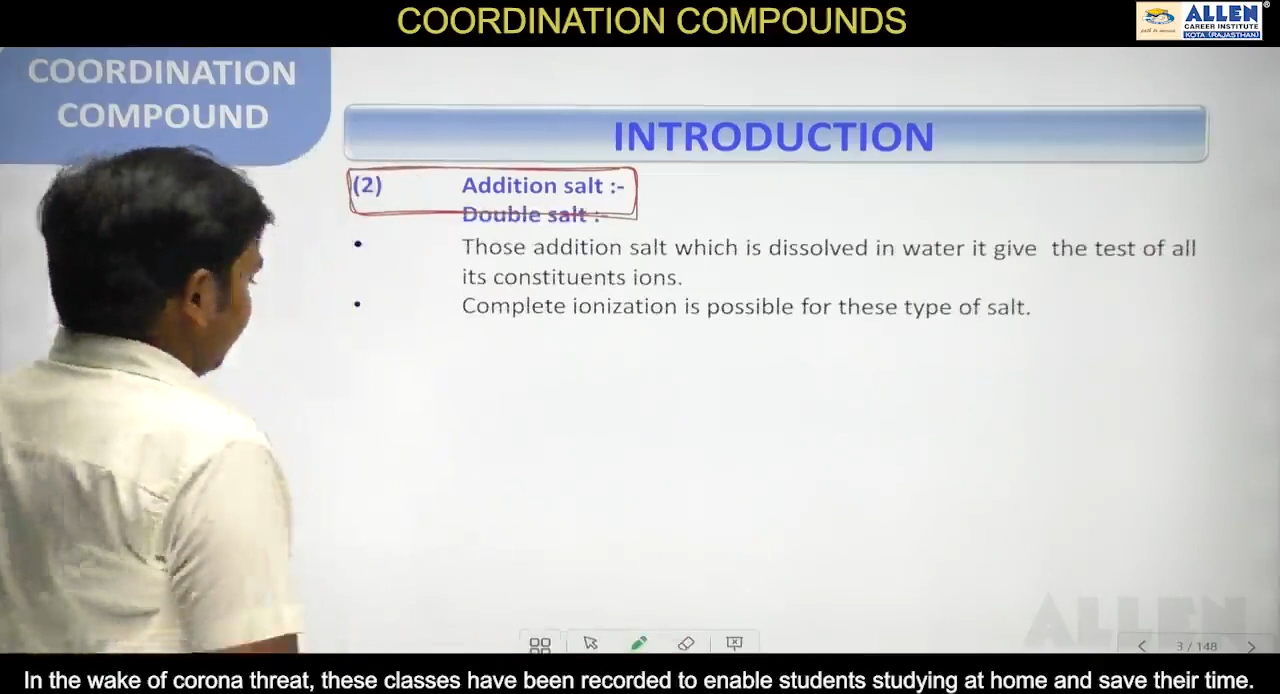 COORDINATION COMPOUNDS
ALLEN
CAREER INSTITUTE
KOTA (RAJASTHAN)
COORDINATION
COMPOUND
INTRODUCTION
(2) Addition salt :-
Double salt :-
• Those addition salt which is dissolved in water it give the test of all
its constituents ions.
• Complete ionization is possible for these type of salt.
ALLEN
3 / 148
In the wake of corona threat, these classes have been recorded to enable students studying at home and save their time.